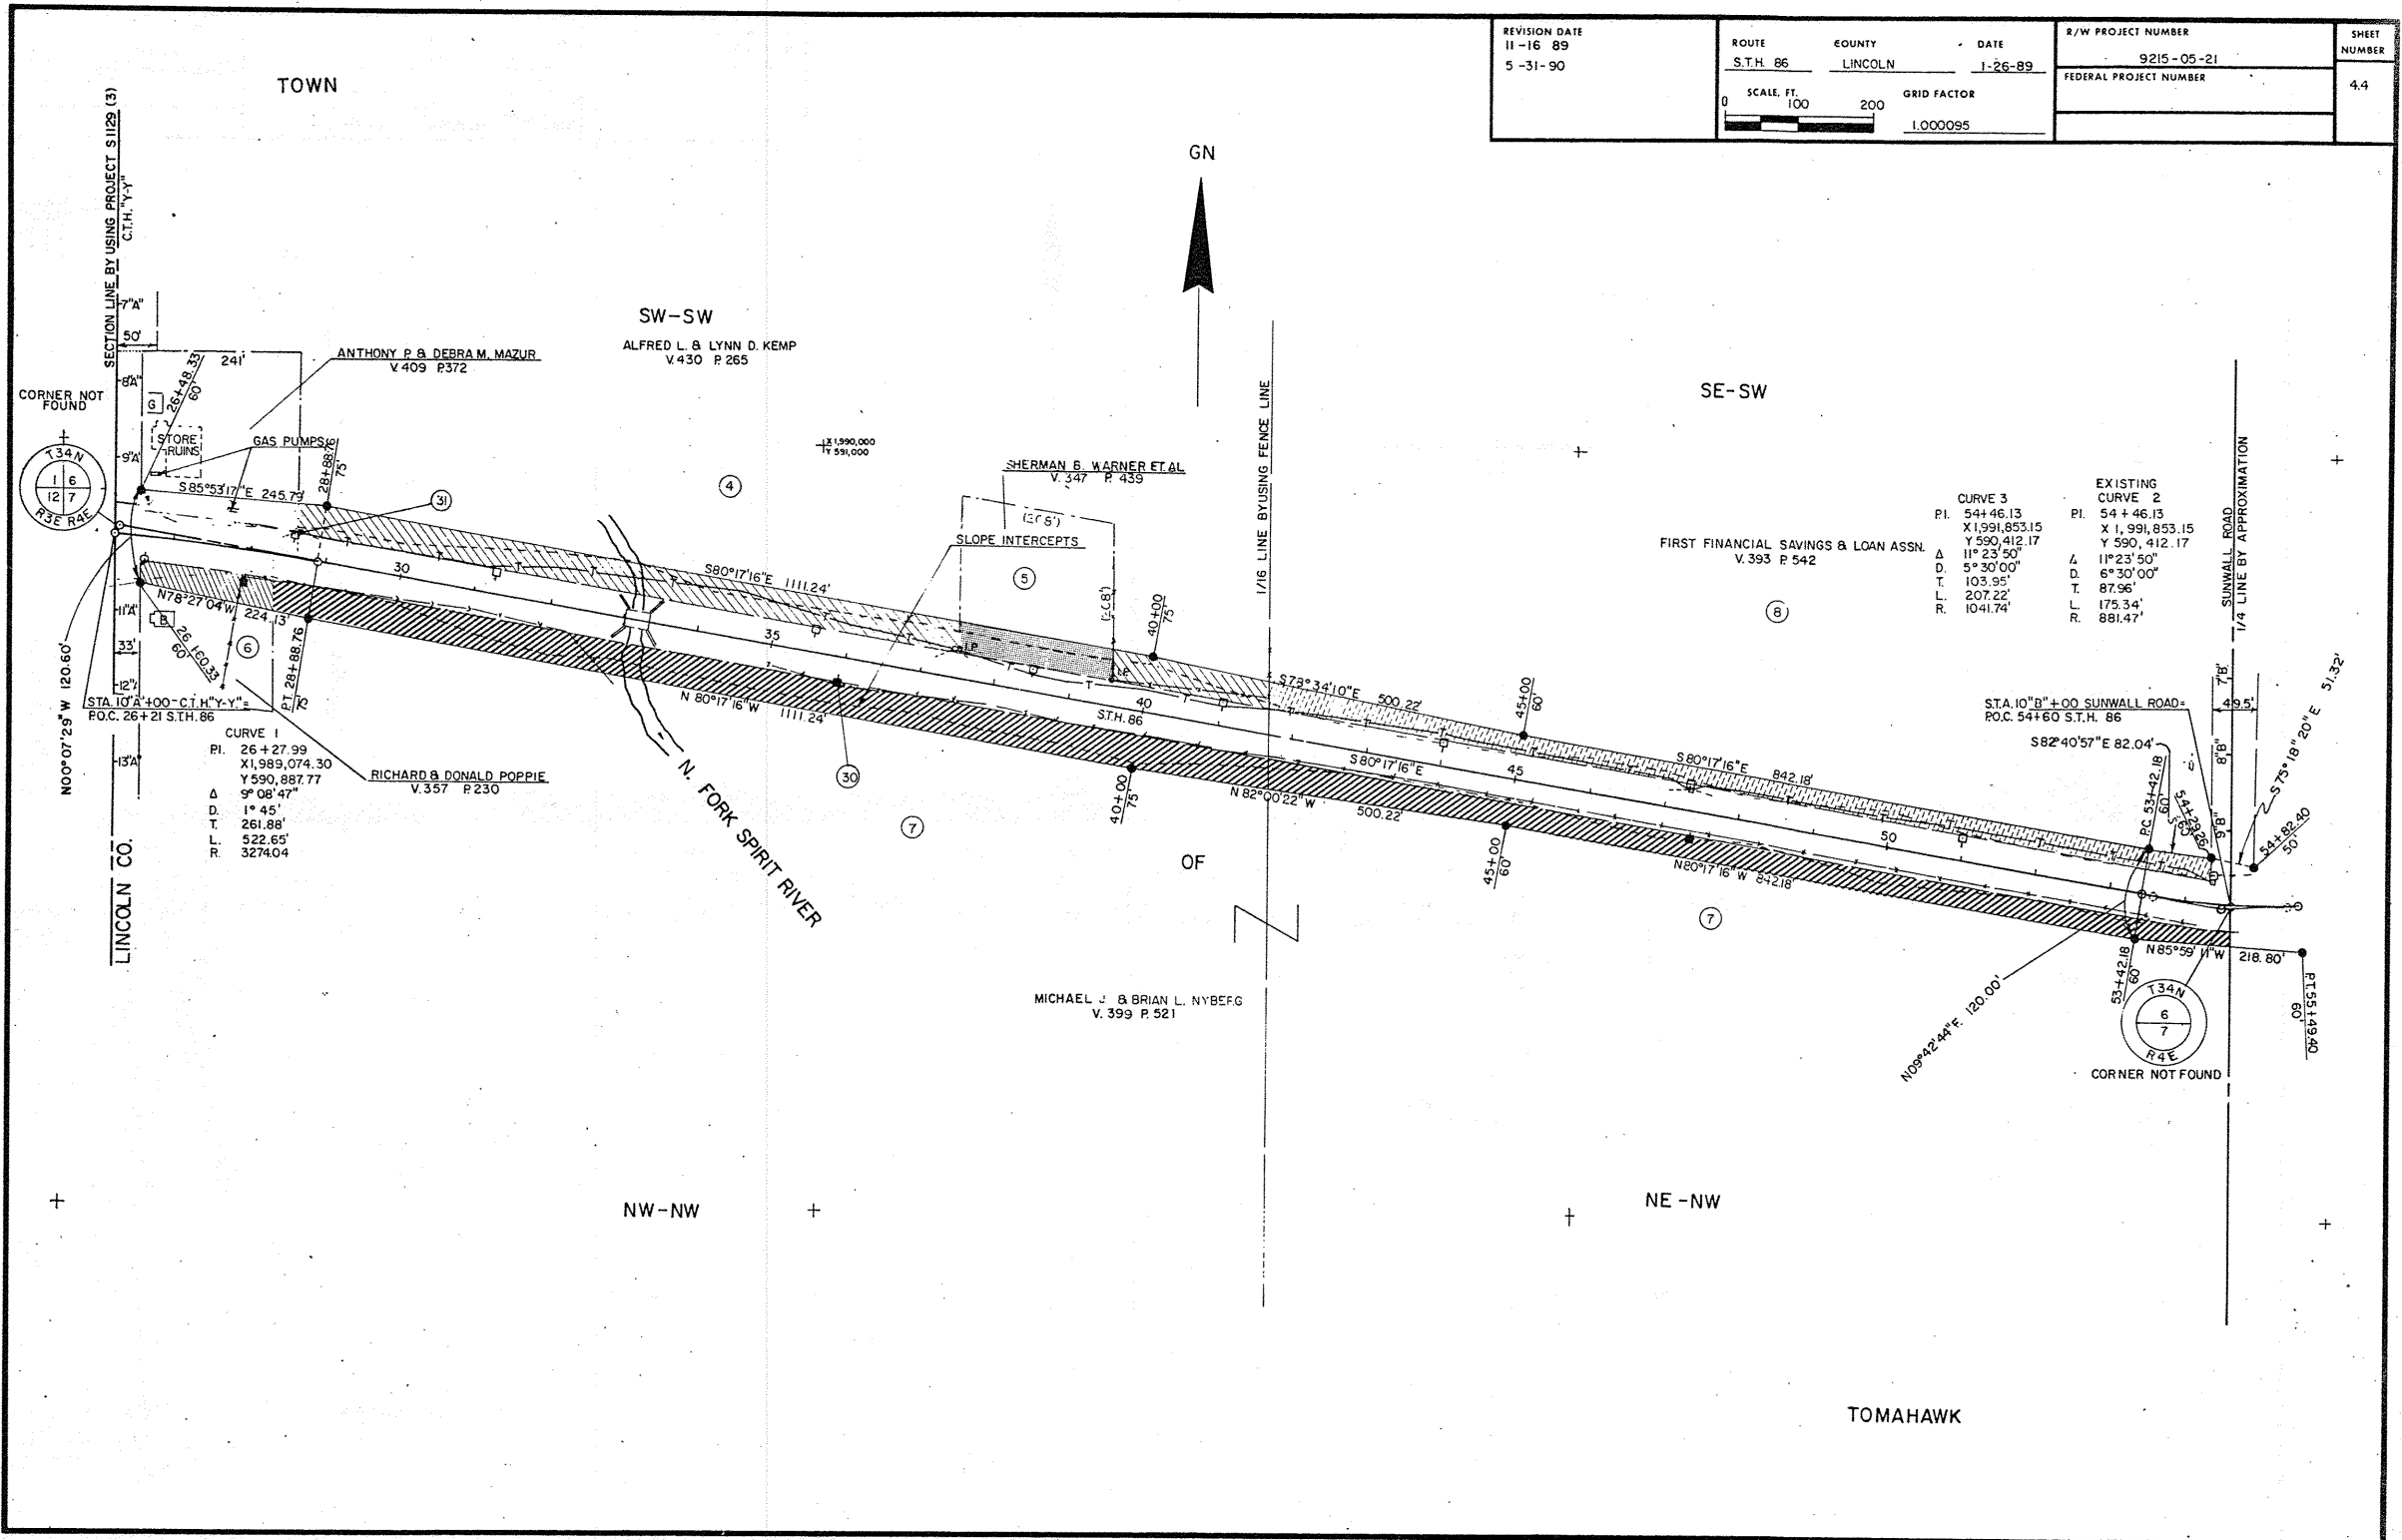 REVISION DATE
11-16 89
5-31-90
ROUTE
S.T.H. 86
COUNTY
LINCOLN
DATE
1-26-89
SCALE, FT.
0 100 200
GRID FACTOR
1.000095
R/W PROJECT NUMBER
9215-05-21
FEDERAL PROJECT NUMBER
SHEET
NUMBER
4.4
TOWN
GN
SECTION LINE BY USING PROJECT S1129 (3)
C.T.H. "Y-Y"
7"A"
50'
241'
8"A"
26+48.33
60'
ANTHONY P. & DEBRA M. MAZUR
V. 409 P.372
SW-SW
ALFRED L. & LYNN D. KEMP
V. 430 P. 265
CORNER NOT
FOUND
T34N
1 6
12 7
R3E R4E
G
STORE
RUINS
GAS PUMPS
9"A"
28+88.76
75'
S85°53'17"E 245.79'
31
4
X 1,990,000
Y 591,000
SHERMAN B. WARNER ET. AL
V. 347 P. 439
(208')
SLOPE INTERCEPTS
5
(208')
1/16 LINE BY USING FENCE LINE
SE-SW
FIRST FINANCIAL SAVINGS & LOAN ASSN.
V. 393 P. 542
8
CURVE 3
P.I. 54+46.13
X 1,991,853.15
Y 590,412.17
Δ 11°23'50"
D. 5°30'00"
T. 103.95'
L. 207.22'
R. 1041.74'
EXISTING
CURVE 2
P.I. 54+46.13
X 1,991,853.15
Y 590,412.17
Δ 11°23'50"
D. 6°30'00"
T. 87.96'
L. 175.34'
R. 881.47'
SUNWALL ROAD
1/4 LINE BY APPROXIMATION
30
S80°17'16"E 1111.24'
35
40+00
75'
N78°27'04"W 224.13'
11"A"
B
6
33'
60'
12"A"
P.T. 28+88.76
75'
STA. 10"A"+00 C.T.H. "Y-Y"=
P.O.C. 26+21 S.T.H. 86
N00°07'29"W 120.60'
CURVE 1
P.I. 26+27.99
X1,989,074.30
Y 590,887.77
Δ 9°08'47"
D. 1°45'
T. 261.88'
L. 522.65'
R. 3274.04
13"A"
RICHARD & DONALD POPPIE
V. 357 P. 230
LINCOLN CO.
N. FORK SPIRIT RIVER
N 80°17'16"W 1111.24'
30
7
40
S.T.H. 86
40+00
75'
S78°34'10"E 500.22'
45+00
60'
S80°17'16"E
45
S80°17'16"E 842.18'
N 82°00'22"W 500.22'
45+00
60'
50
N80°17'16"W 842.18'
7
OF
STA. 10"B"+00 SUNWALL ROAD=
P.O.C. 54+60 S.T.H. 86
S82°40'57"E 82.04'
7"B"
49.5'
8"B"
9"B"
S75°18'20"E 51.32'
P.C. 53+42.18
60'
54+29.26
60'
54+82.40
50'
N85°59'11"W 218.80'
53+42.18
60'
P.T. 55+49.40
60'
N09°42'44"E 120.00'
T34N
6
7
R4E
CORNER NOT FOUND
MICHAEL J. & BRIAN L. NYBERG
V. 399 P. 521
NW-NW
NE-NW
TOMAHAWK